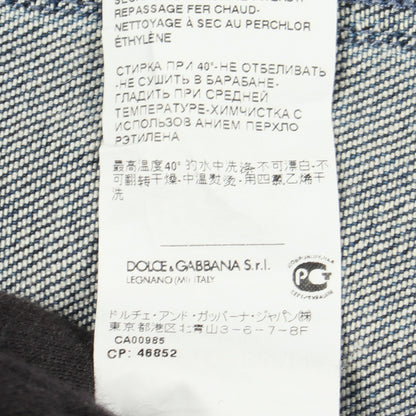 REPASSAGE FER CHAUD-
NETTOYAGE À SEC AU PERCHLOR
ÉTHYLÈNE
СТИРКА ПРИ 40°-НЕ ОТБЕЛИВАТЬ
-НЕ СУШИТЬ В БАРАБАНЕ-
ГЛАДИТЬ ПРИ СРЕДНЕЙ
ТЕМПЕРАТУРЕ-ХИМЧИСТКА С
ИСПОЛЬЗОВ АНИЕМ ПЕРХЛО
РЭТИЛЕНА
最高温度40°的水中洗涤-不可漂白-不
可翻转干燥-中温熨烫-用四氯乙烯干
洗
DOLCE & GABBANA S.r.l.
LEGNANO (MI) ITALY
ドルチェ・アンド・ガッバーナ・ジャパン(株)
東京都港区北青山3-6-7-8F
CA00985
CP: 46852